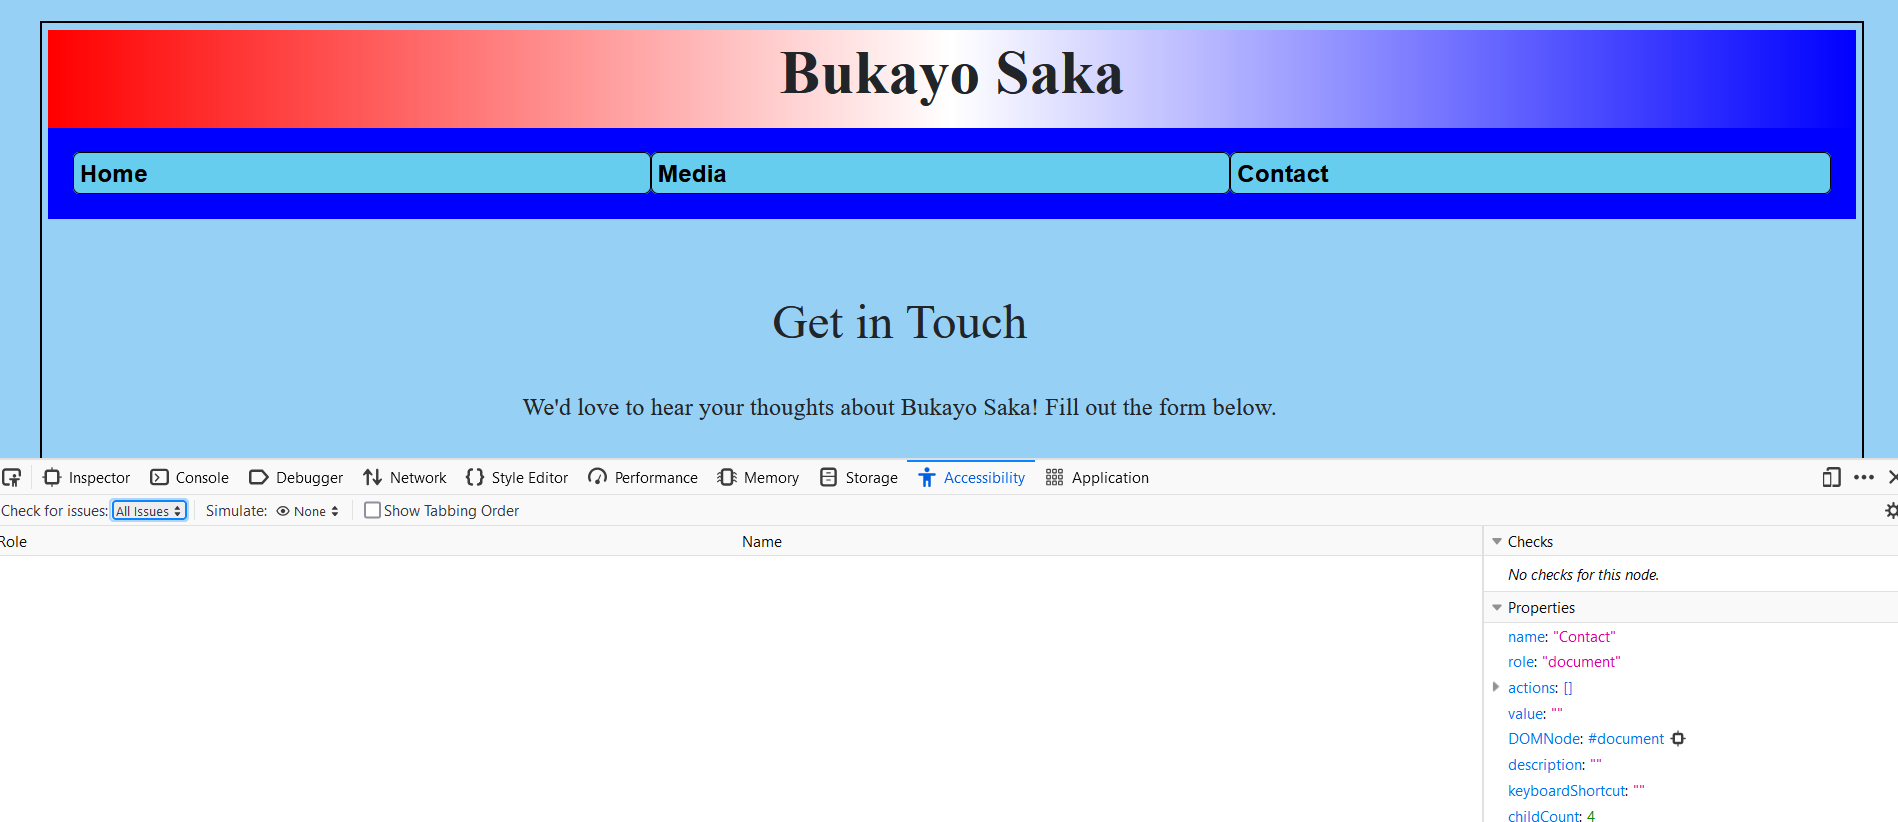 Bukayo Saka
Home Media Contact
Get in Touch
We'd love to hear your thoughts about Bukayo Saka! Fill out the form below.
Inspector Console Debugger Network Style Editor Performance Memory Storage Accessibility Application
Check for issues: All Issues Simulate: None Show Tabbing Order
Role Name Checks
No checks for this node.
Properties
name: "Contact"
role: "document"
actions: []
value: ""
DOMNode: #document
description: ""
keyboardShortcut: ""
childCount: 4